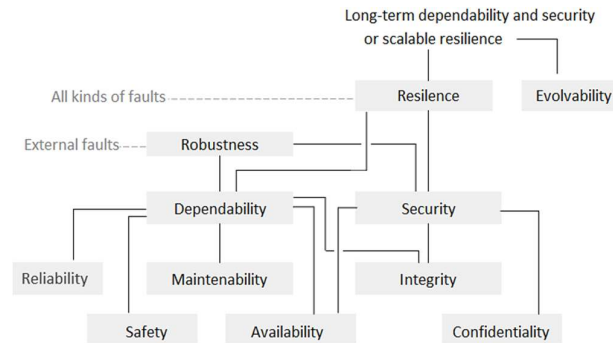 Long-term dependability and security
or scalable resilience
All kinds of faults
Resilence
Evolvability
External faults
Robustness
Dependability
Security
Reliability
Maintenability
Integrity
Safety
Availability
Confidentiality